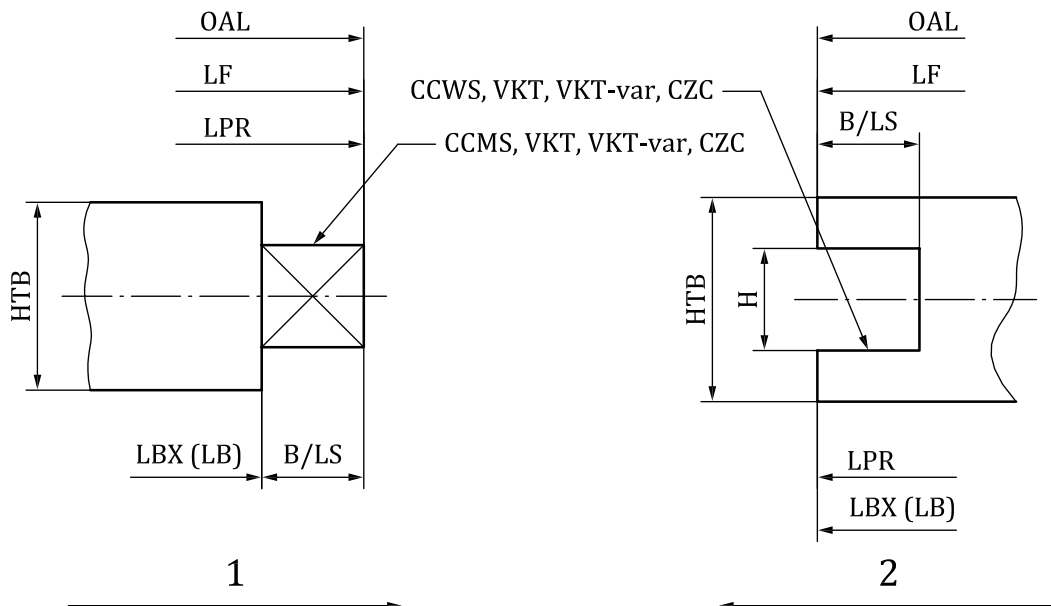 OAL
LF
LPR
HTB
LBX (LB)
B/LS
CCWS, VKT, VKT-var, CZC
CCMS, VKT, VKT-var, CZC
OAL
LF
B/LS
HTB
H
LPR
LBX (LB)
1
2